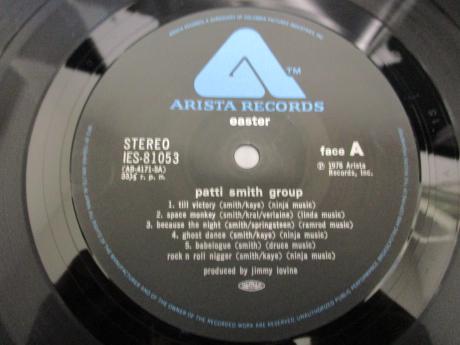 TM
ARISTA RECORDS
easter
STEREO
IES-81053
(AB-4171-SA)
33⅓ r. p. m.
face A
Ⓟ 1978 Arista
Records, Inc.
patti smith group
1. till victory (smith/kaye) (ninja music)
2. space monkey (smith/kral/verlaine) (linda music)
3. because the night (smith/springsteen) (ramrod music)
4. ghost dance (smith/kaye) (ninja music)
5. babelogue (smith) (druse music)
rock n roll nigger (smith/kaye) (ninja music)
produced by jimmy iovine